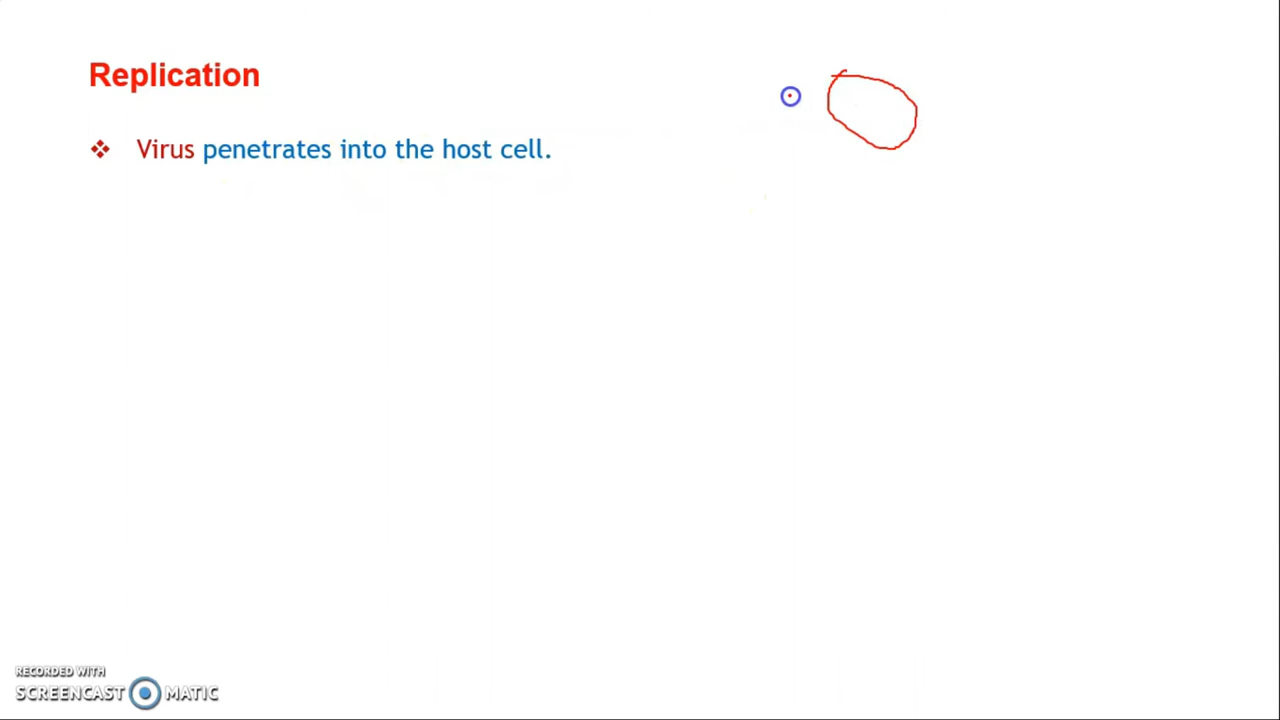 Replication
❖ Virus penetrates into the host cell.
RECORDED WITH
SCREENCAST MATIC